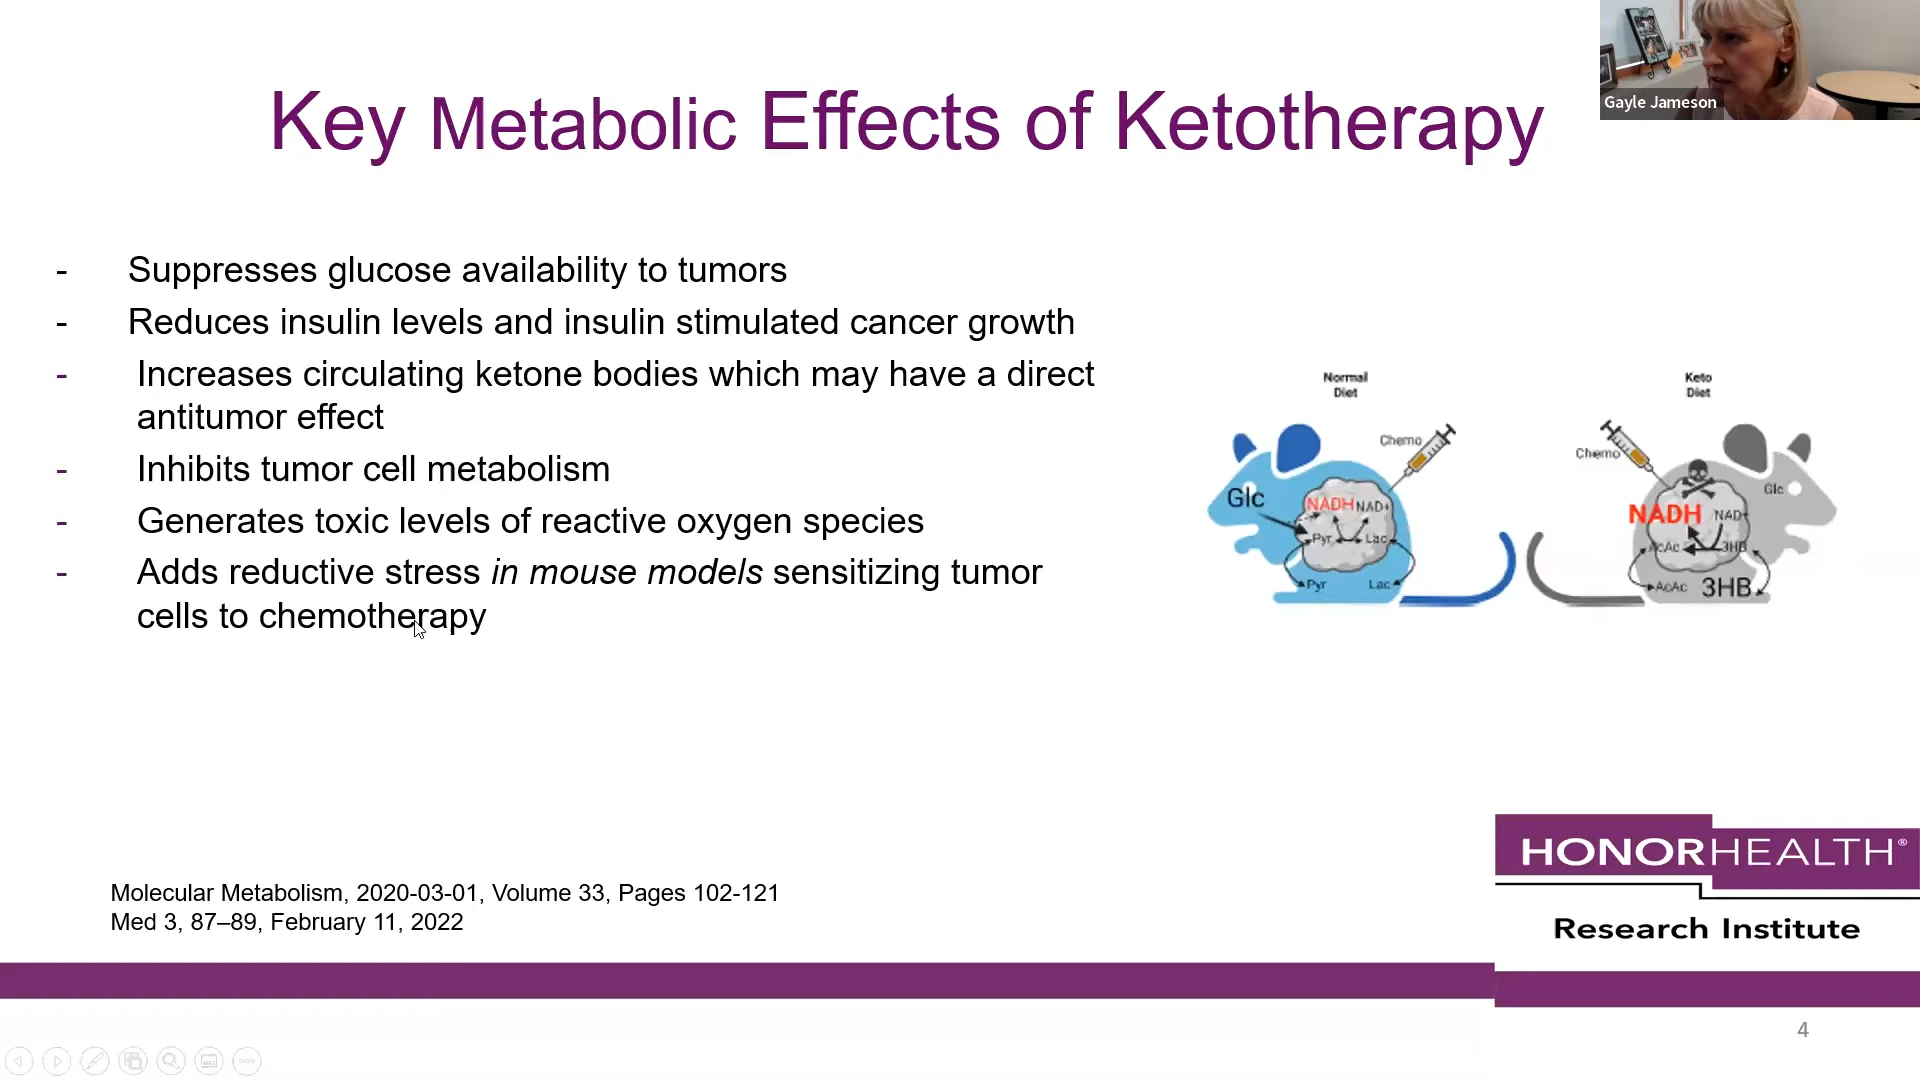 Gayle Jameson
Key Metabolic Effects of Ketotherapy
- Suppresses glucose availability to tumors
- Reduces insulin levels and insulin stimulated cancer growth
- Increases circulating ketone bodies which may have a direct
antitumor effect
- Inhibits tumor cell metabolism
- Generates toxic levels of reactive oxygen species
- Adds reductive stress in mouse models sensitizing tumor
cells to chemotherapy
Normal
Diet
Chemo
Glc
NADH NAD+
Pyr Lac
Pyr Lac
Keto
Diet
Chemo
Glc
NADH NAD+
AcAc 3HB
AcAc 3HB
Molecular Metabolism, 2020-03-01, Volume 33, Pages 102-121
Med 3, 87–89, February 11, 2022
HONORHEALTH®
Research Institute
4